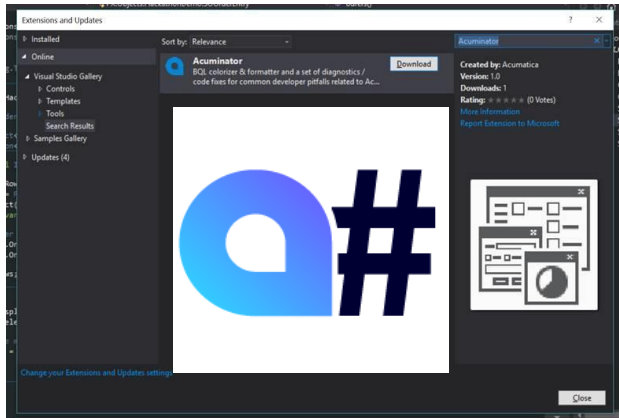 Extensions and Updates
? ×
Installed
Online
Visual Studio Gallery
Controls
Templates
Tools
Search Results
Samples Gallery
Updates (4)
Sort by: Relevance
Acuminator
BQL colorizer & formatter and a set of diagnostics /
code fixes for common developer pitfalls related to Ac...
Download
Acuminator
Created by: Acumatica
Version: 1.0
Downloads: 1
Rating: (0 Votes)
More Information
Report Extension to Microsoft
a#
Change your Extensions and Updates settings
Close